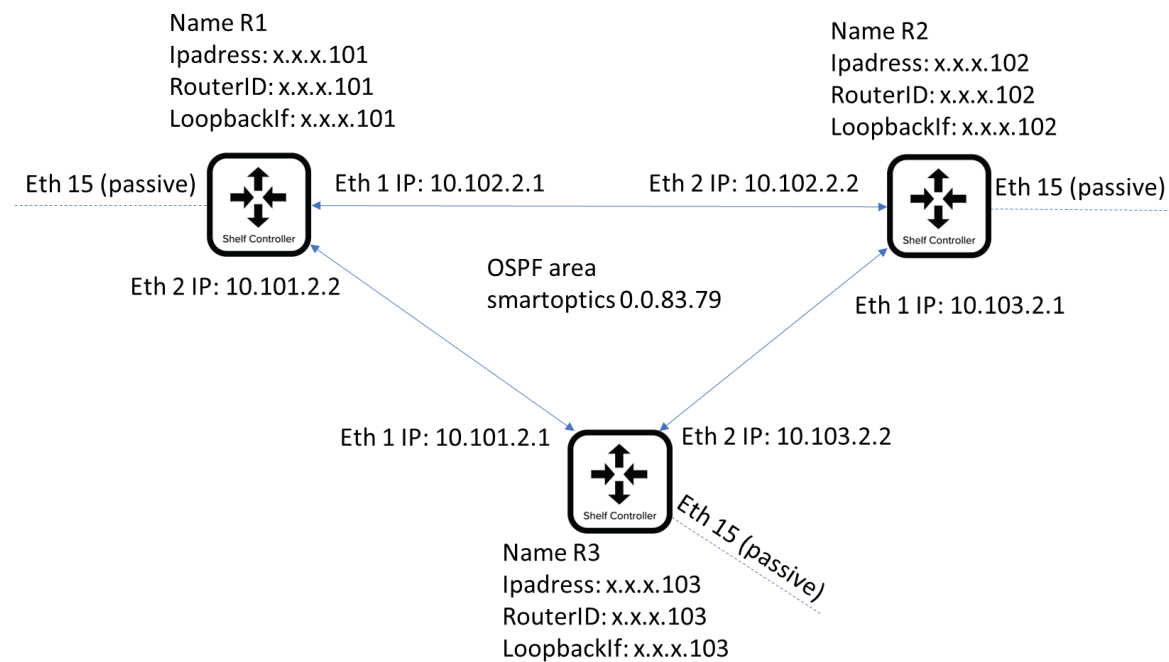 Name R1
Ipadress: x.x.x.101
RouterID: x.x.x.101
LoopbackIf: x.x.x.101
Name R2
Ipadress: x.x.x.102
RouterID: x.x.x.102
LoopbackIf: x.x.x.102
Eth 15 (passive)
Shelf Controller
Eth 1 IP: 10.102.2.1
Eth 2 IP: 10.102.2.2
Shelf Controller
Eth 15 (passive)
Eth 2 IP: 10.101.2.2
OSPF area
smartoptics 0.0.83.79
Eth 1 IP: 10.103.2.1
Eth 1 IP: 10.101.2.1
Shelf Controller
Eth 2 IP: 10.103.2.2
Eth 15 (passive)
Name R3
Ipadress: x.x.x.103
RouterID: x.x.x.103
LoopbackIf: x.x.x.103